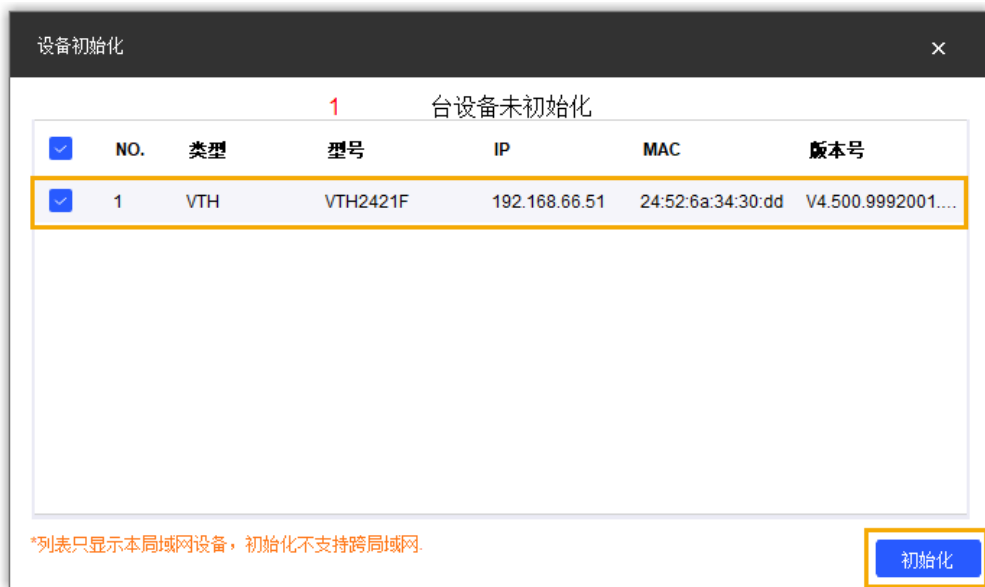 设备初始化
1 台设备未初始化
NO. 类型 型号 IP MAC 版本号
1 VTH VTH2421F 192.168.66.51 24:52:6a:34:30:dd V4.500.9992001....
*列表只显示本局域网设备，初始化不支持跨局域网.
初始化